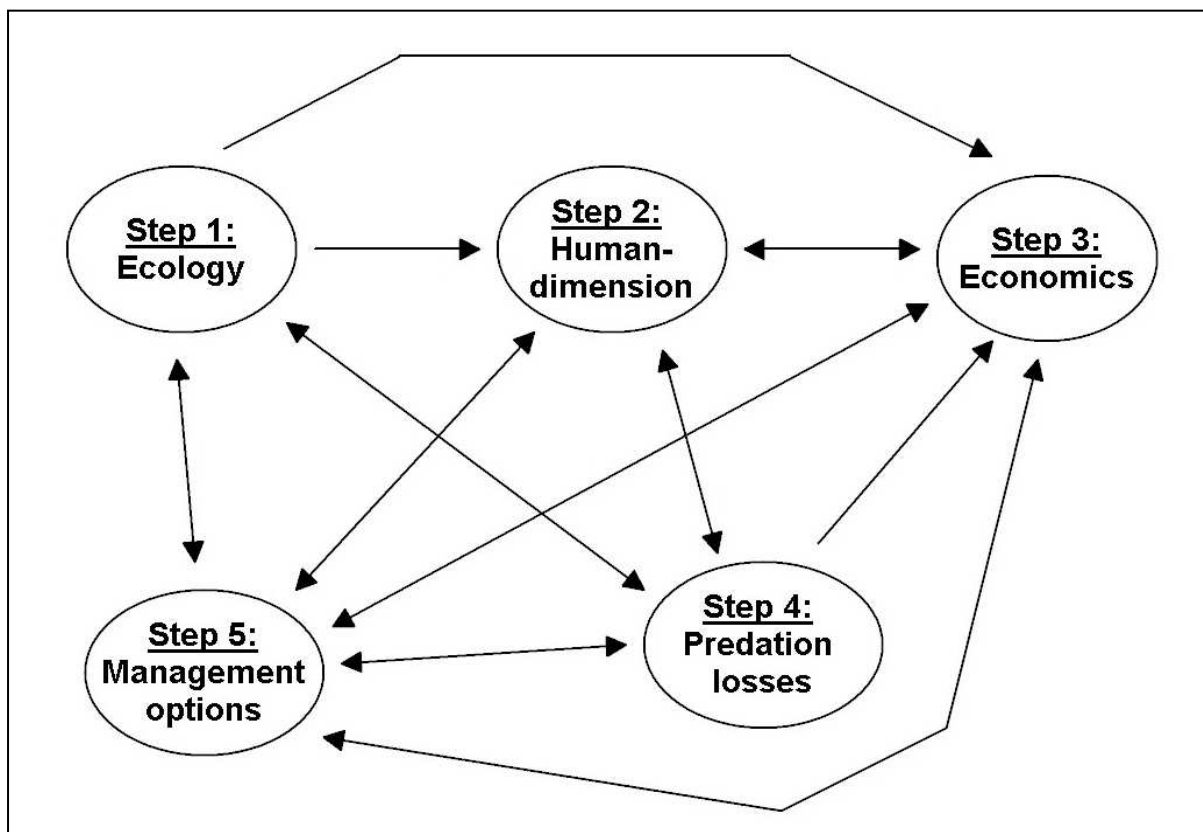 Step 1:
Ecology
Step 2:
Human-
dimension
Step 3:
Economics
Step 4:
Predation
losses
Step 5:
Management
options